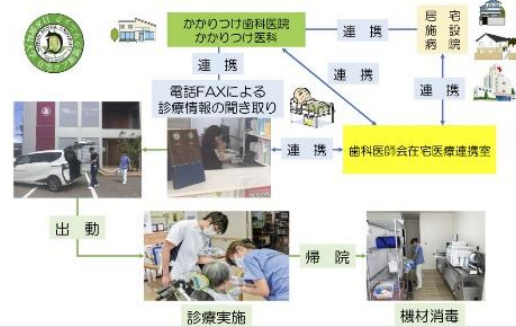 かかりつけ歯科医院
かかりつけ医科
連 携
居 宅
施 設
病 院
連 携
連 携
連 携
電話FAXによる
診療情報の聞き取り
連 携
歯科医師会在宅医療連携室
出 動
診療実施
帰 院
機材消毒